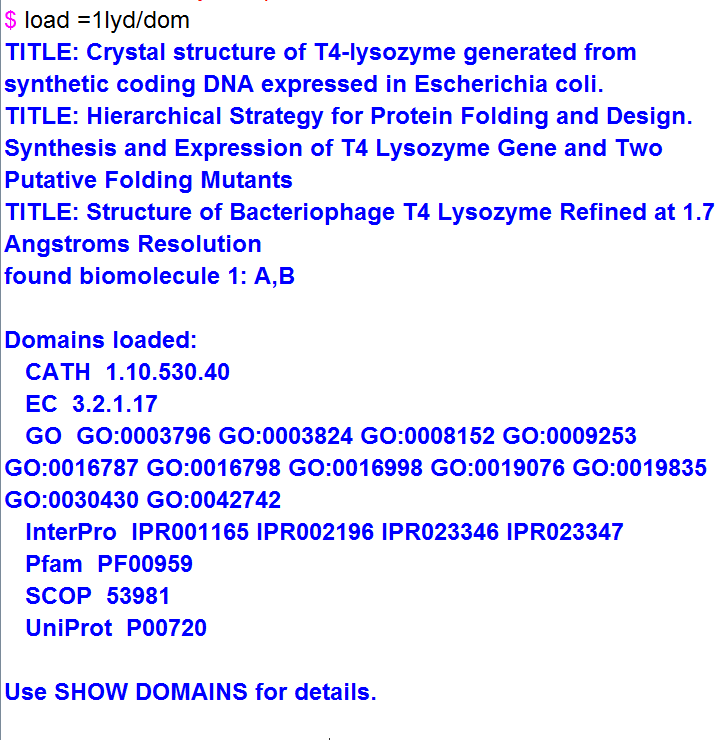 $ load =1lyd/dom
TITLE: Crystal structure of T4-lysozyme generated from
synthetic coding DNA expressed in Escherichia coli.
TITLE: Hierarchical Strategy for Protein Folding and Design.
Synthesis and Expression of T4 Lysozyme Gene and Two
Putative Folding Mutants
TITLE: Structure of Bacteriophage T4 Lysozyme Refined at 1.7
Angstroms Resolution
found biomolecule 1: A,B
Domains loaded:
CATH 1.10.530.40
EC 3.2.1.17
GO GO:0003796 GO:0003824 GO:0008152 GO:0009253
GO:0016787 GO:0016798 GO:0016998 GO:0019076 GO:0019835
GO:0030430 GO:0042742
InterPro IPR001165 IPR002196 IPR023346 IPR023347
Pfam PF00959
SCOP 53981
UniProt P00720
Use SHOW DOMAINS for details.